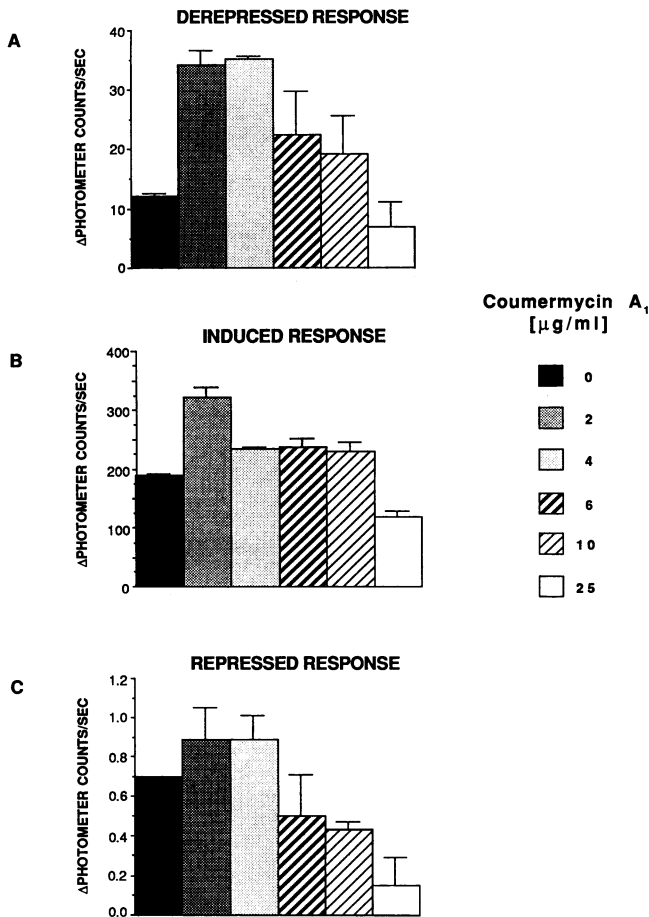 DEREPRESSED RESPONSE
A
ΔPHOTOMETER COUNTS/SEC
40
30
20
10
0
INDUCED RESPONSE
B
ΔPHOTOMETER COUNTS/SEC
400
300
200
100
0
Coumermycin A1
[μg/ml]
0
2
4
6
10
25
REPRESSED RESPONSE
C
ΔPHOTOMETER COUNTS/SEC
1.2
1.0
0.8
0.6
0.4
0.2
0.0